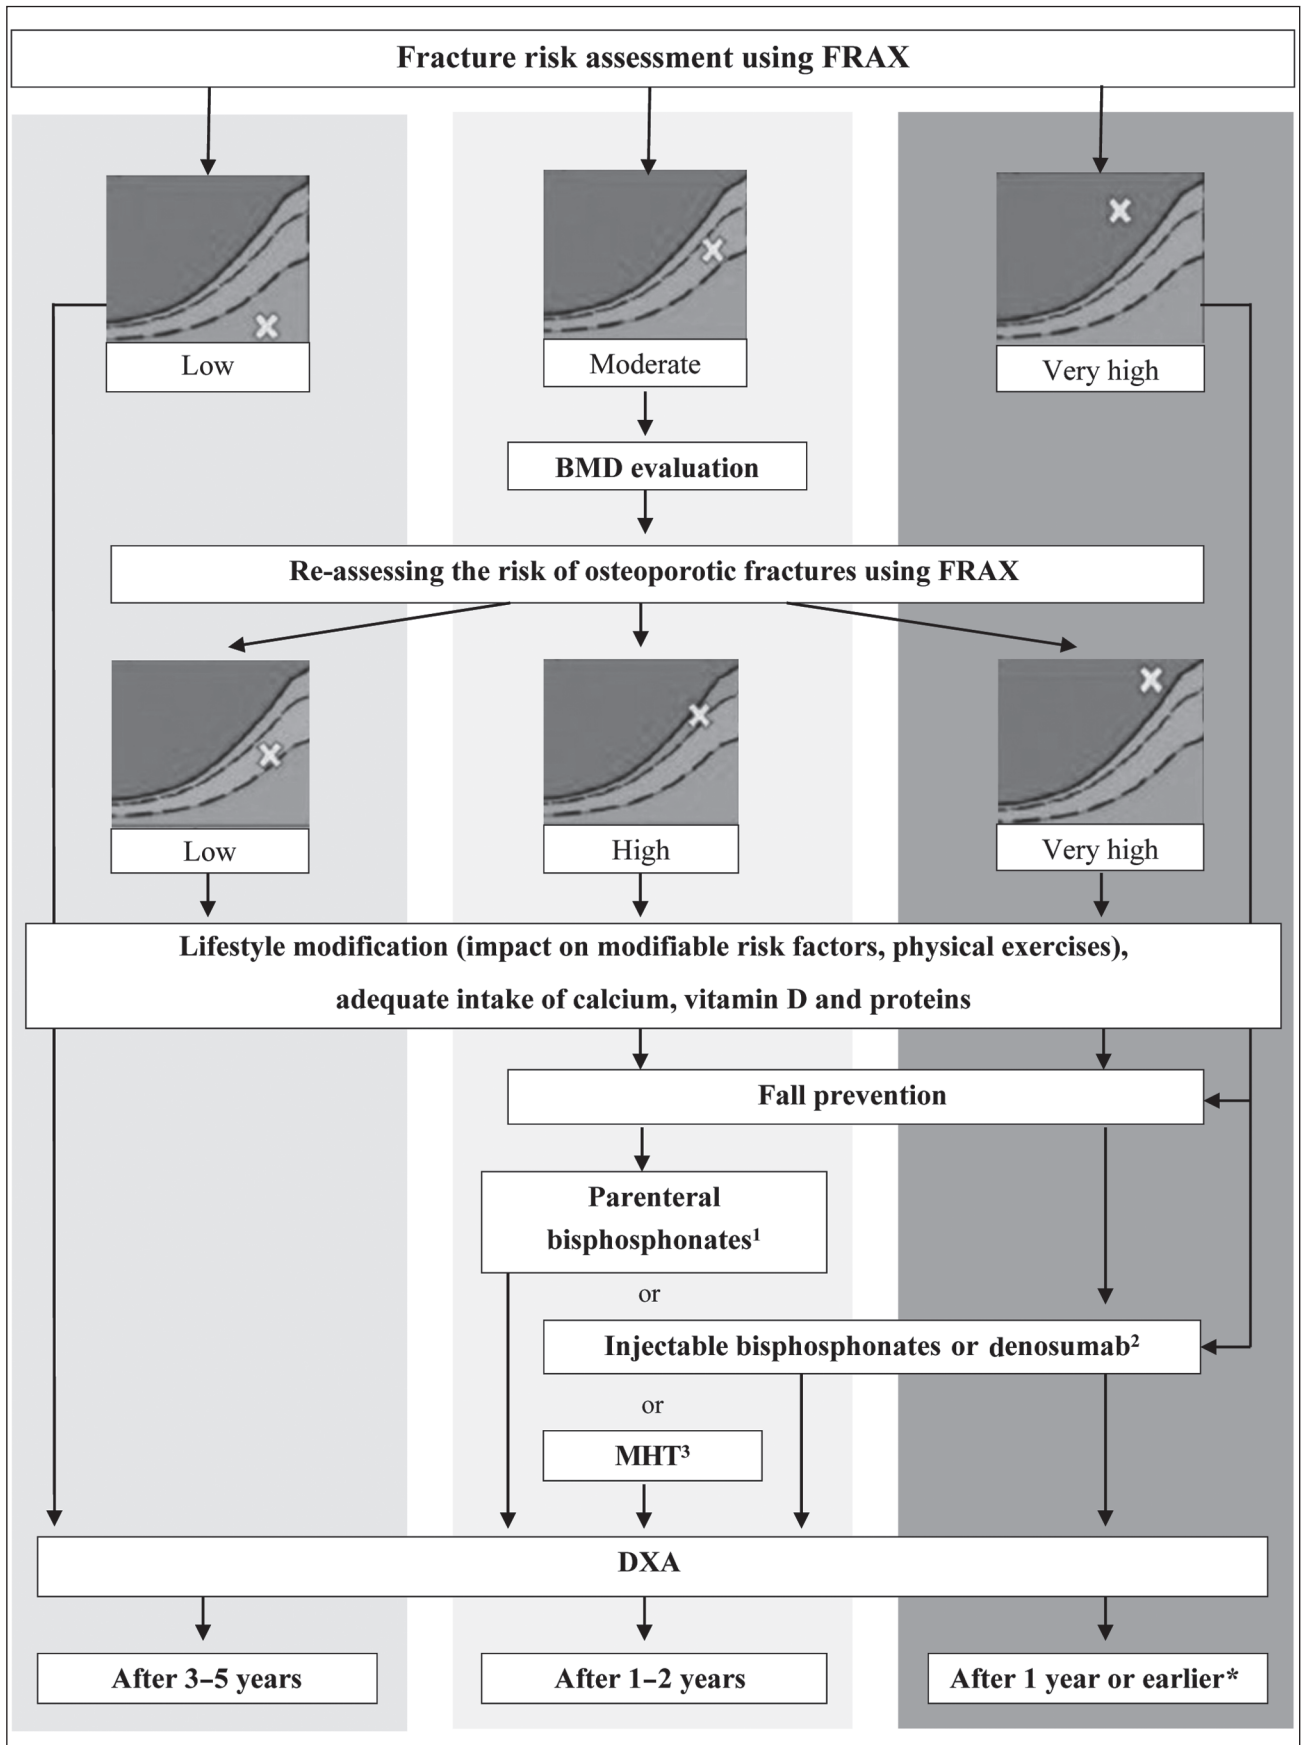 Fracture risk assessment using FRAX
Low
Moderate
Very high
BMD evaluation
Re-assessing the risk of osteoporotic fractures using FRAX
Low
High
Very high
Lifestyle modification (impact on modifiable risk factors, physical exercises),
adequate intake of calcium, vitamin D and proteins
Fall prevention
Parenteral
bisphosphonates¹
or
Injectable bisphosphonates or denosumab²
or
MHT³
DXA
After 3–5 years
After 1–2 years
After 1 year or earlier*